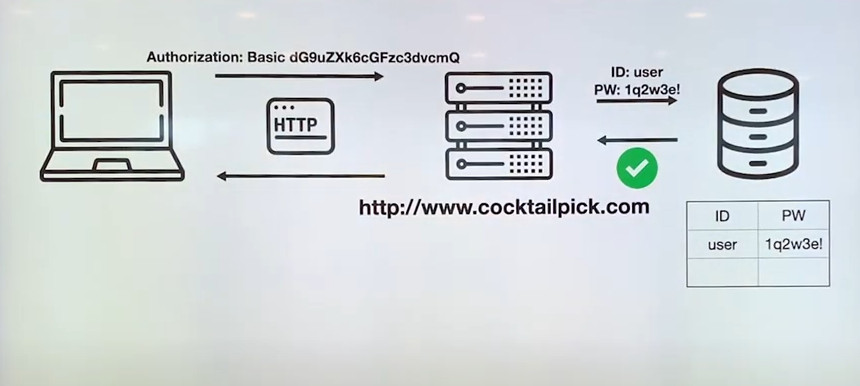 Authorization: Basic dG9uZXk6cGFzc3dvcmQ
HTTP
ID: user
PW: 1q2w3e!
http://www.cocktailpick.com
ID PW
user 1q2w3e!